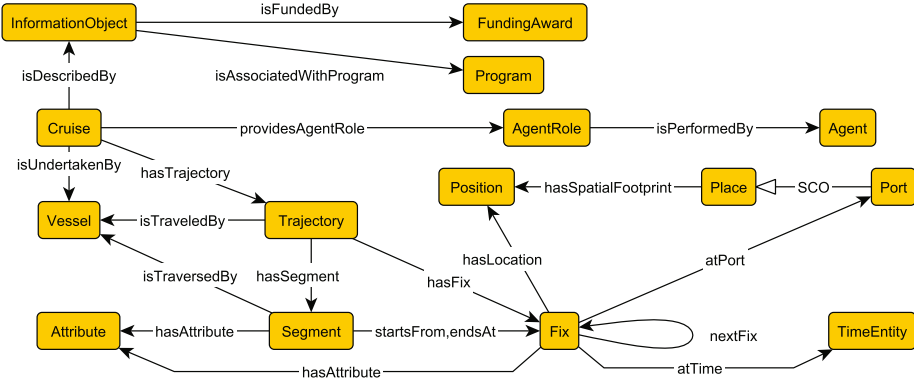 isFundedBy
InformationObject
FundingAward
isDescribedBy
isAssociatedWithProgram
Program
Cruise
providesAgentRole
AgentRole
isPerformedBy
Agent
isUndertakenBy
hasTrajectory
Position
hasSpatialFootprint
Place
SCO
Port
Vessel
isTraveledBy
Trajectory
hasLocation
atPort
isTraversedBy
hasSegment
hasFix
Attribute
hasAttribute
Segment
startsFrom,endsAt
Fix
nextFix
TimeEntity
hasAttribute
atTime